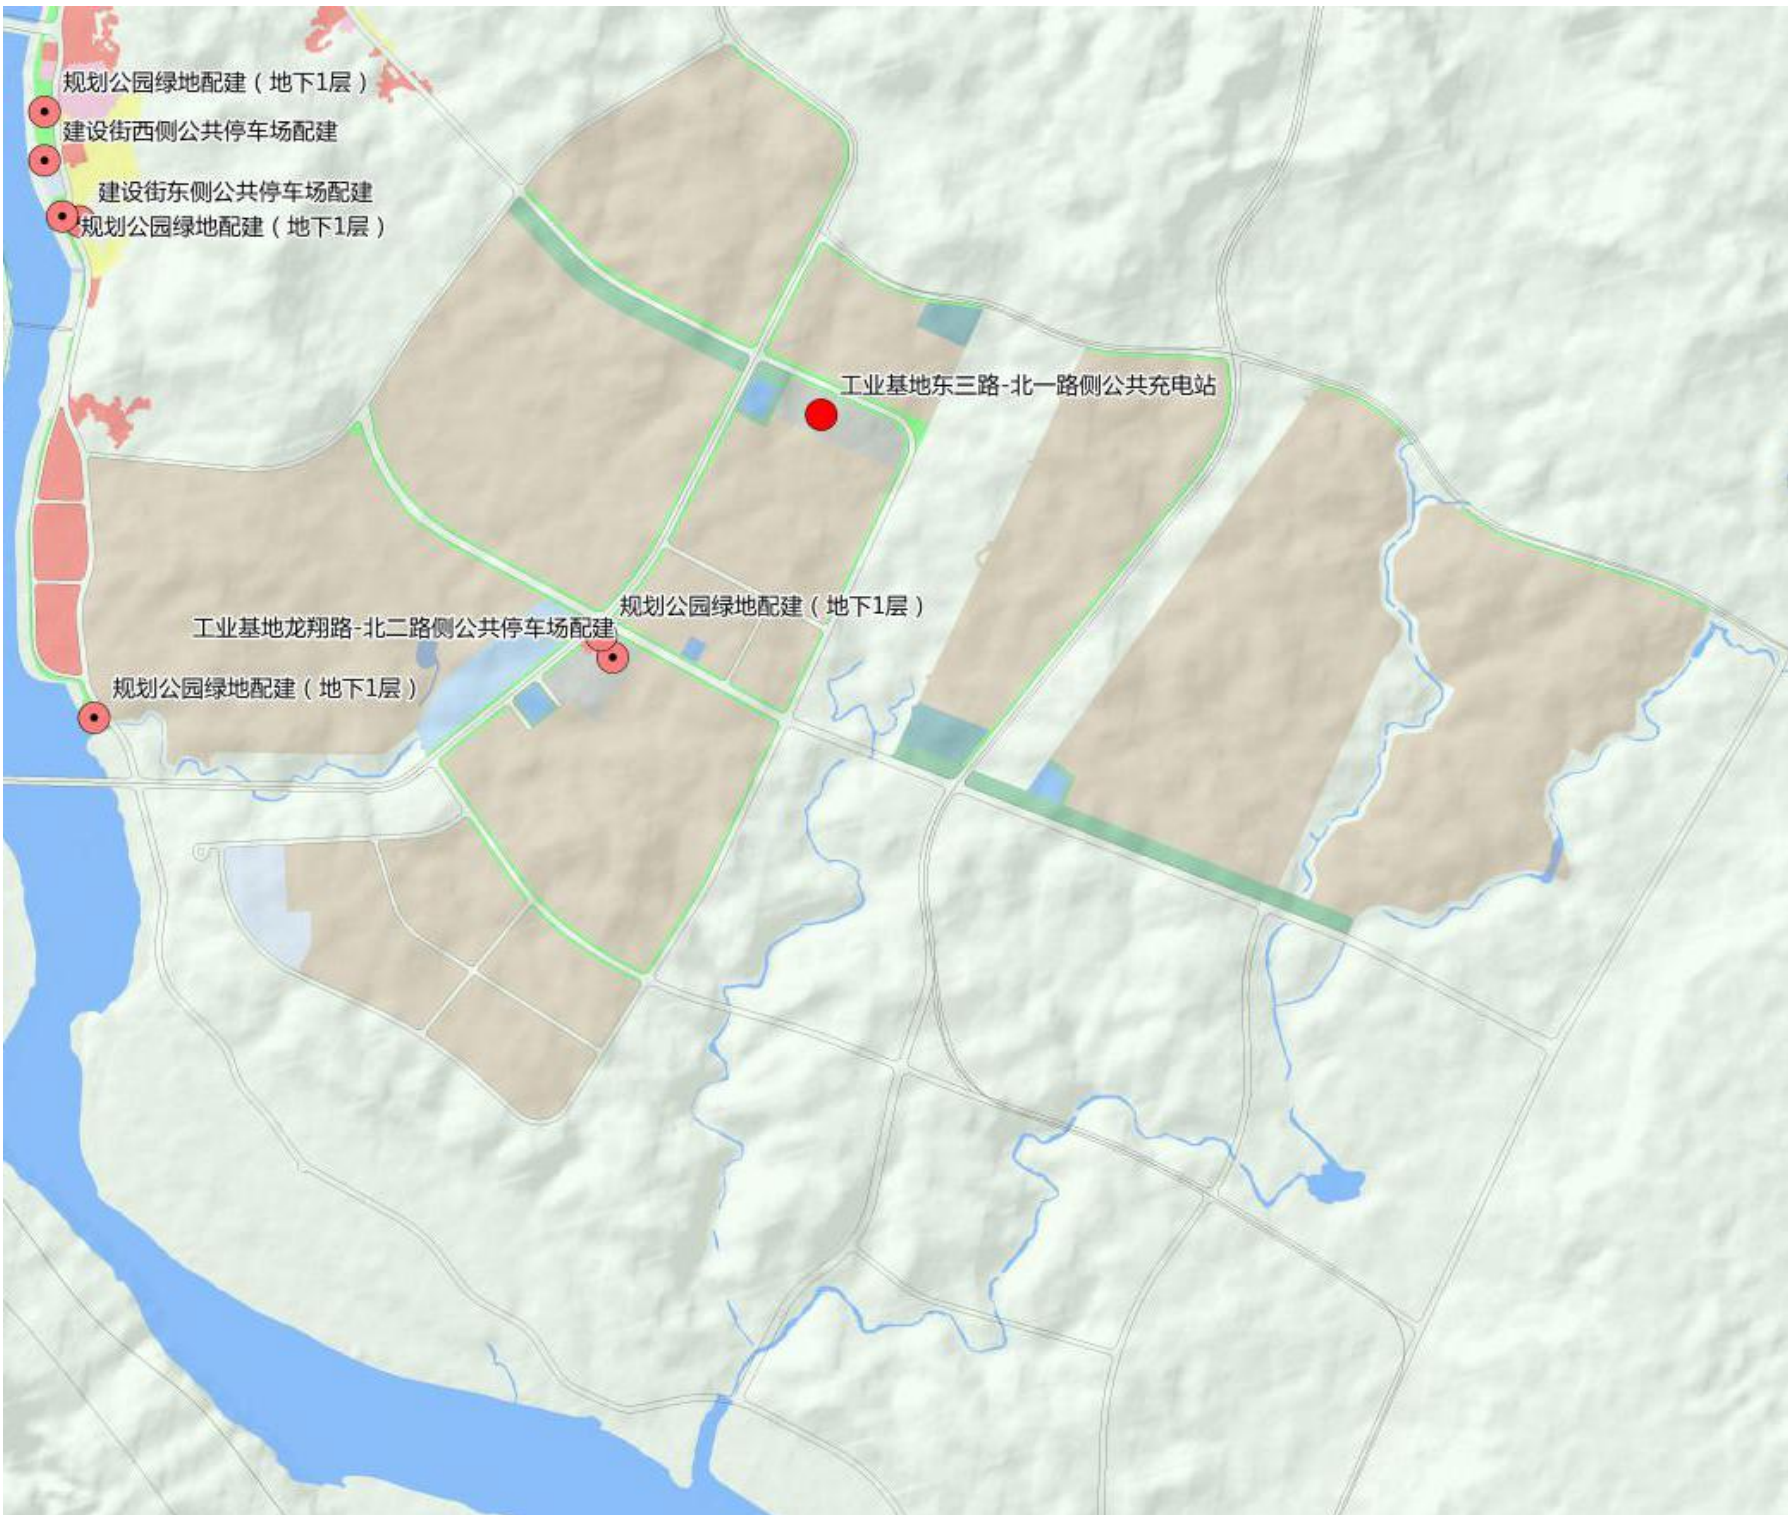 规划公园绿地配建（地下1层）
建设街西侧公共停车场配建
建设街东侧公共停车场配建
规划公园绿地配建（地下1层）
工业基地东三路-北一路侧公共充电站
规划公园绿地配建（地下1层）
工业基地龙翔路-北二路侧公共停车场配建
规划公园绿地配建（地下1层）